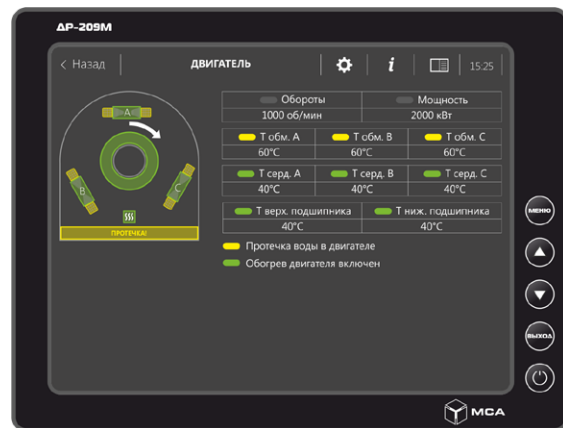 ДР-209М
< Назад
ДВИГАТЕЛЬ
i
15:25
A
B
C
ПРОТЕЧКА!
Обороты
Мощность
1000 об/мин
2000 кВт
Т обм. А
Т обм. В
Т обм. С
60°С
60°С
60°С
Т серд. А
Т серд. В
Т серд. С
40°С
40°С
40°С
Т верх. подшипника
Т ниж. подшипника
40°С
40°С
Протечка воды в двигателе
Обогрев двигателя включен
МЕНЮ
ВЫХОД
МСА